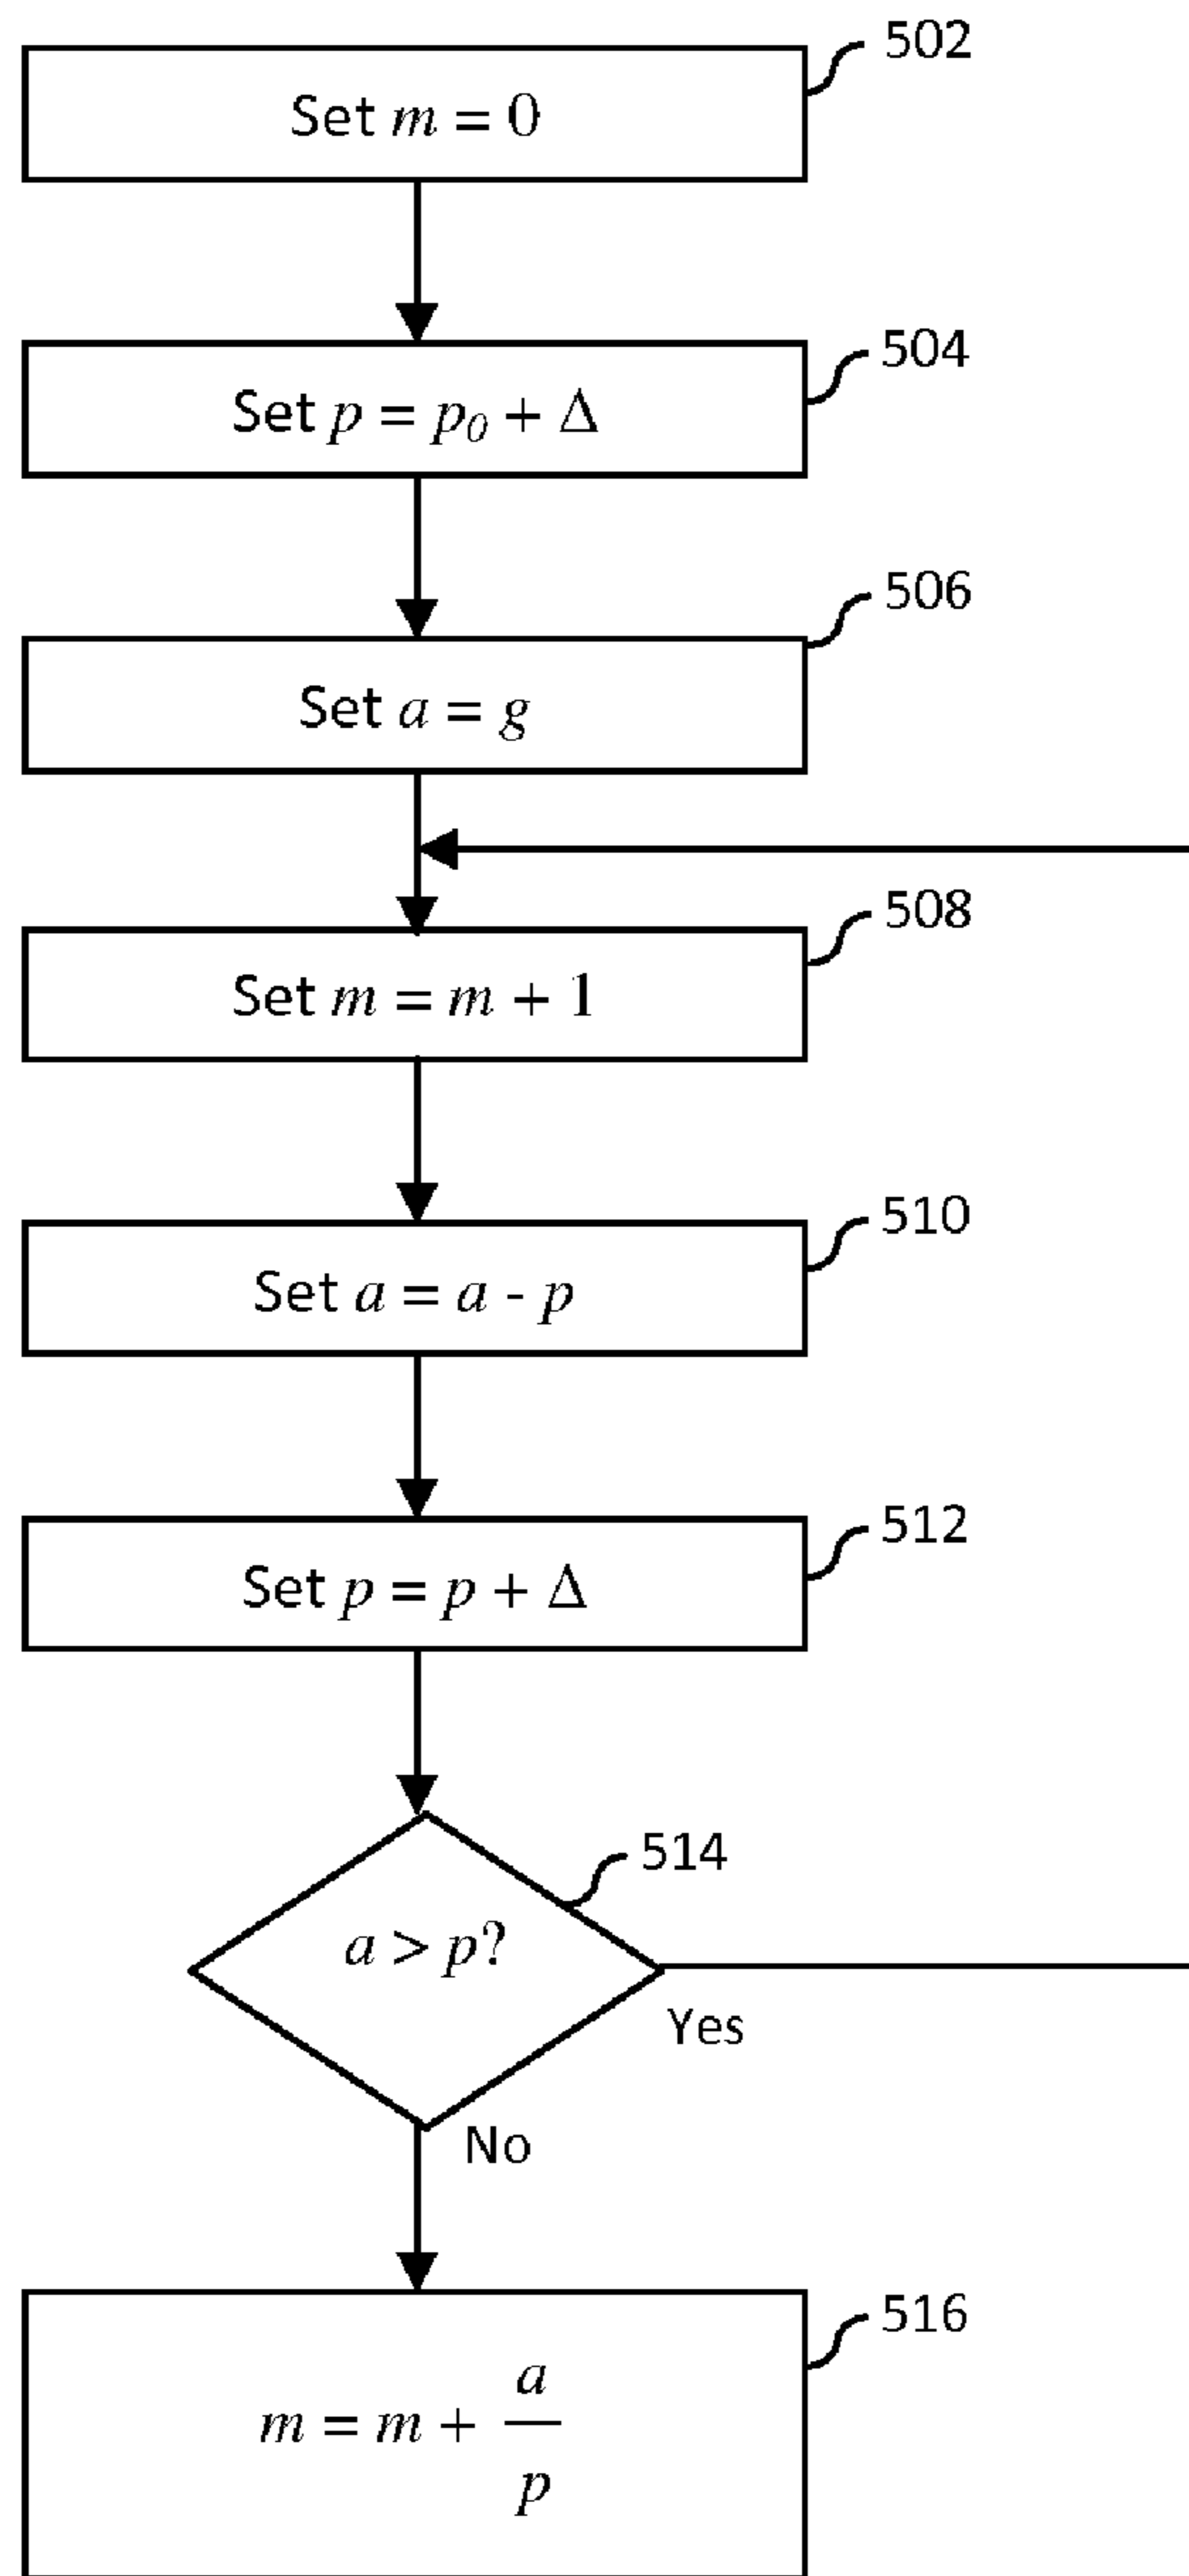 502
Set m = 0
504
Set p = p₀ + Δ
506
Set a = g
508
Set m = m + 1
510
Set a = a - p
512
Set p = p + Δ
514
a > p?
Yes
No
516
m = m + a
p